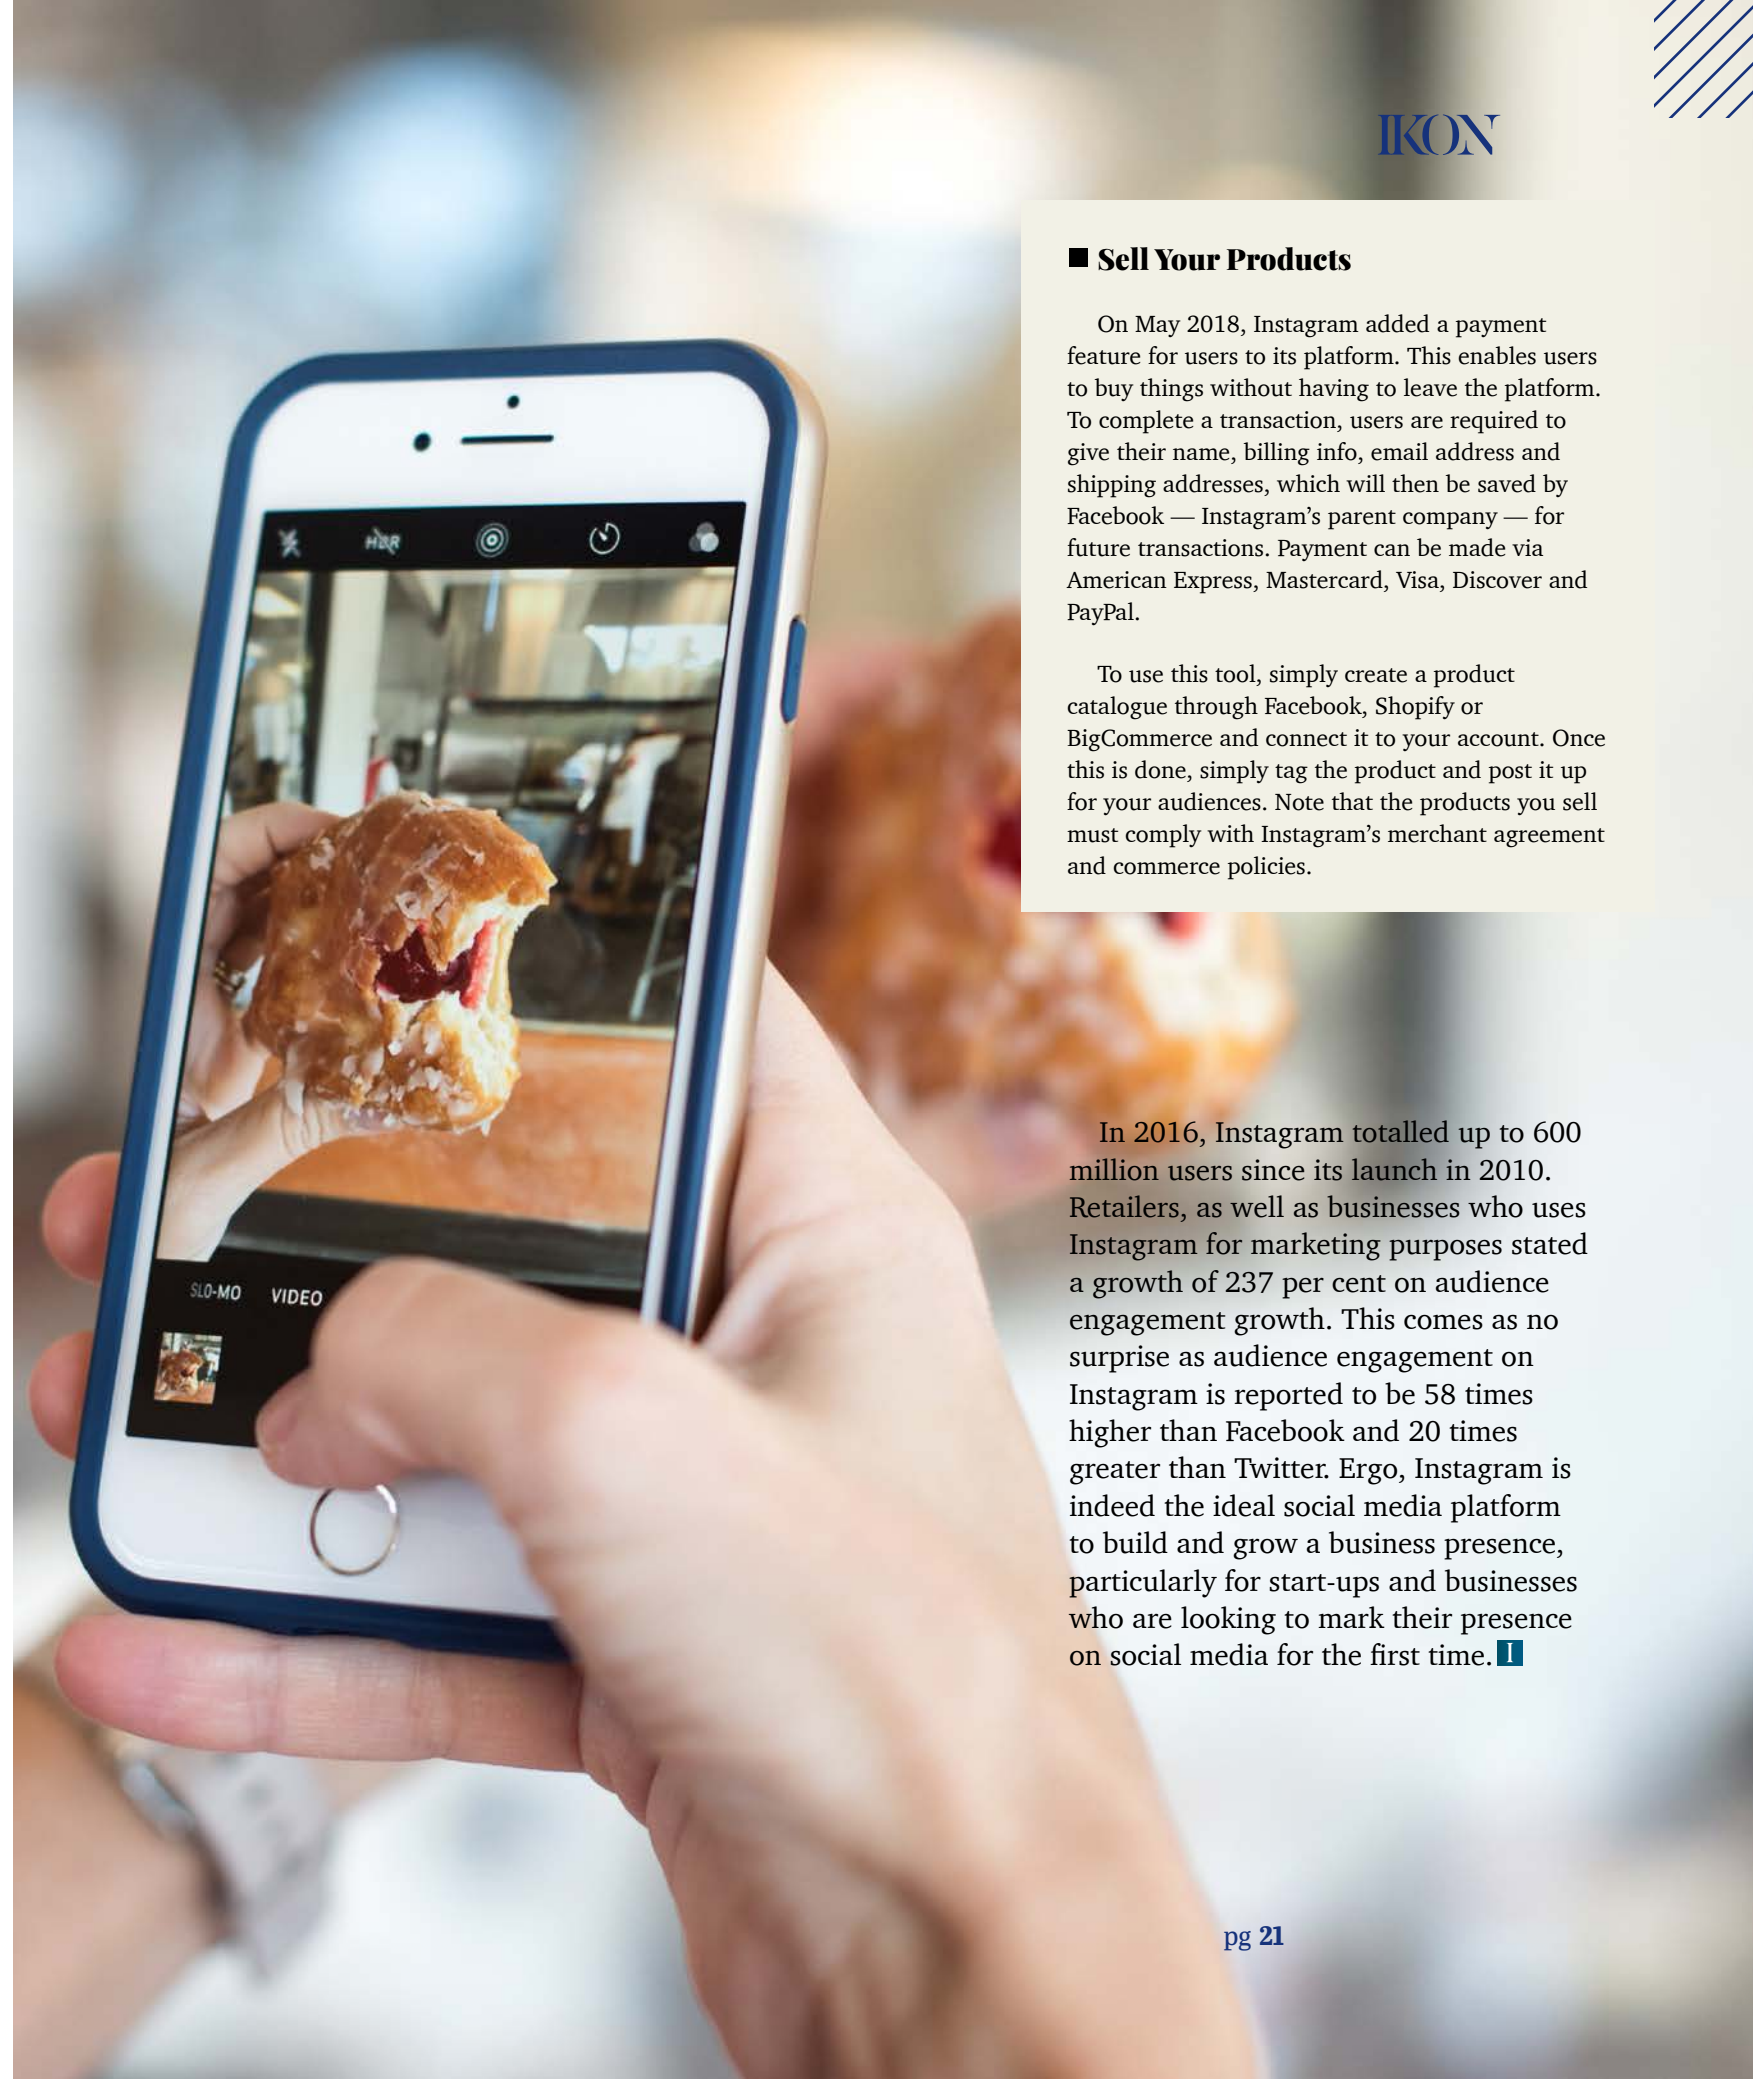 IKON
Sell Your Products
On May 2018, Instagram added a payment
feature for users to its platform. This enables users
to buy things without having to leave the platform.
To complete a transaction, users are required to
give their name, billing info, email address and
shipping addresses, which will then be saved by
Facebook — Instagram’s parent company — for
future transactions. Payment can be made via
American Express, Mastercard, Visa, Discover and
PayPal.
To use this tool, simply create a product
catalogue through Facebook, Shopify or
BigCommerce and connect it to your account. Once
this is done, simply tag the product and post it up
for your audiences. Note that the products you sell
must comply with Instagram’s merchant agreement
and commerce policies.
HDR
SLO-MO VIDEO
In 2016, Instagram totalled up to 600
million users since its launch in 2010.
Retailers, as well as businesses who uses
Instagram for marketing purposes stated
a growth of 237 per cent on audience
engagement growth. This comes as no
surprise as audience engagement on
Instagram is reported to be 58 times
higher than Facebook and 20 times
greater than Twitter. Ergo, Instagram is
indeed the ideal social media platform
to build and grow a business presence,
particularly for start-ups and businesses
who are looking to mark their presence
on social media for the first time. I
pg 21